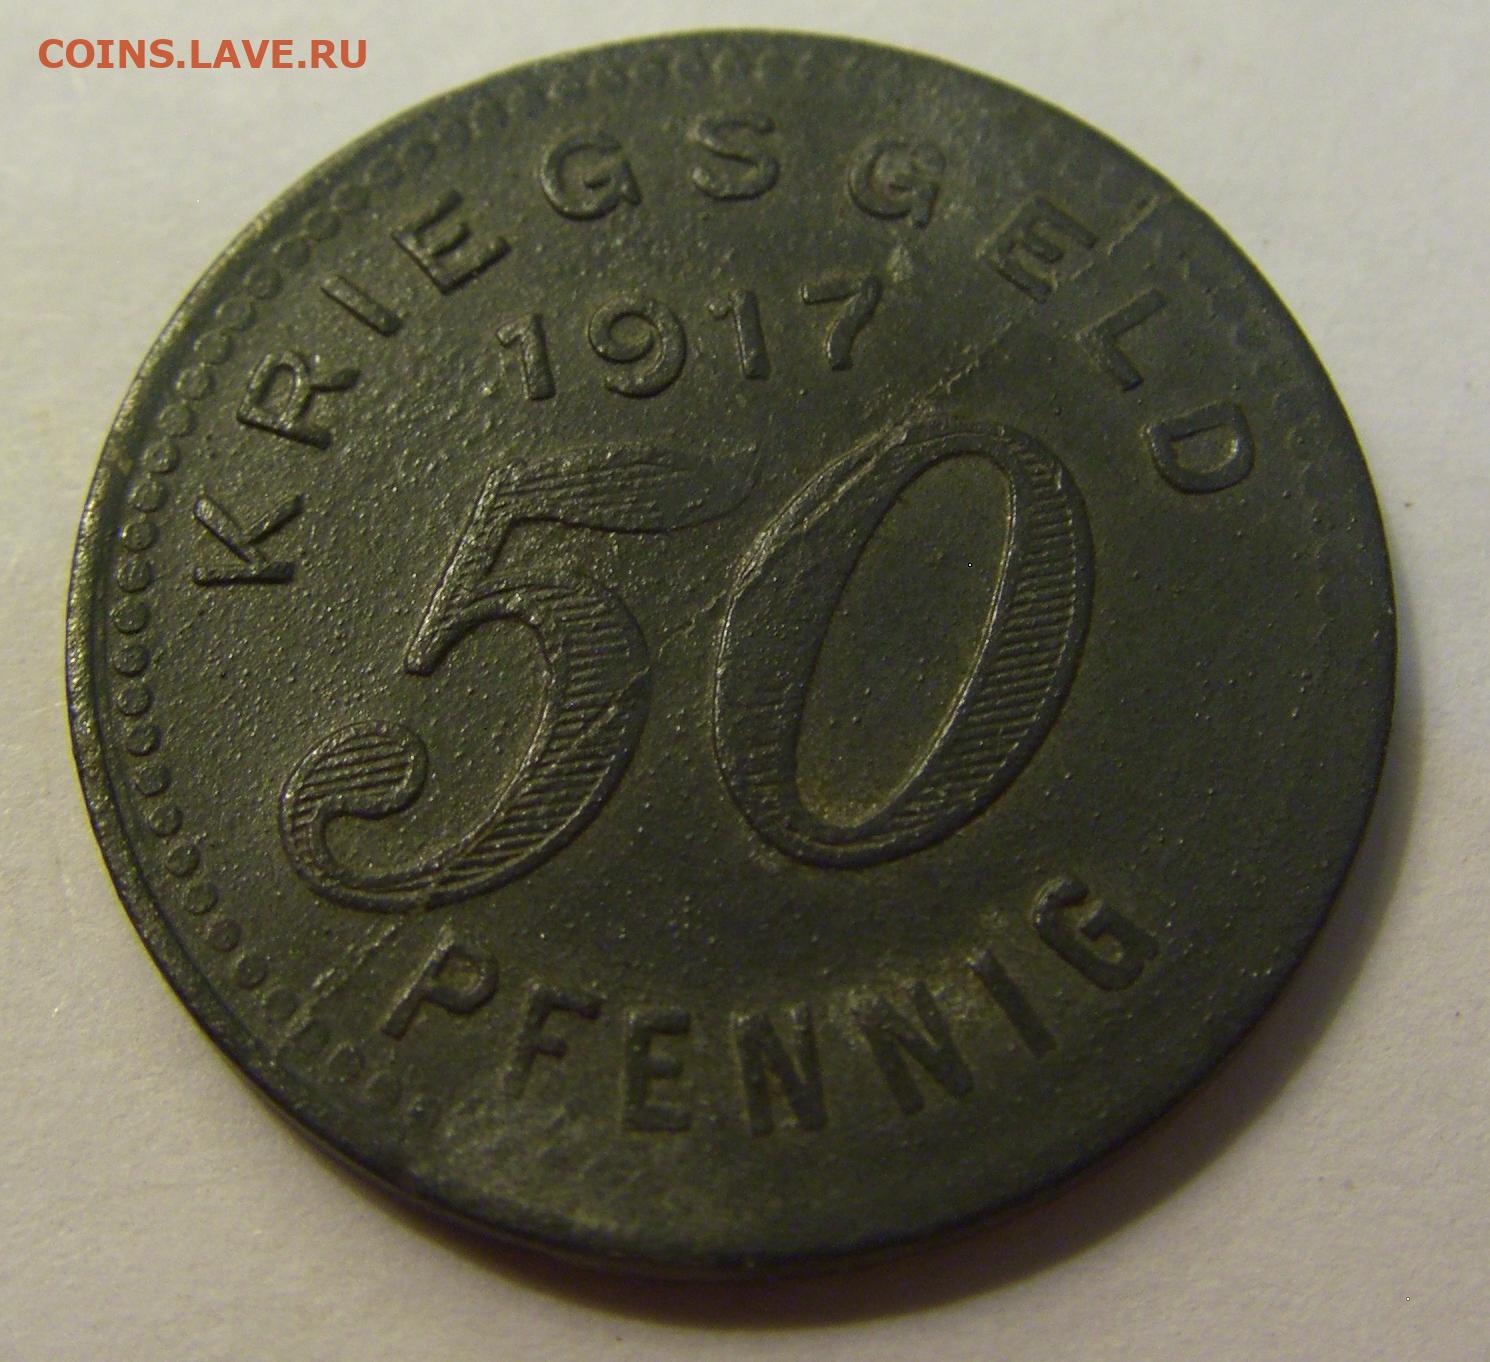 COINS.LAVE.RU
KRIEGSGELD
1917
50
PFENNIG